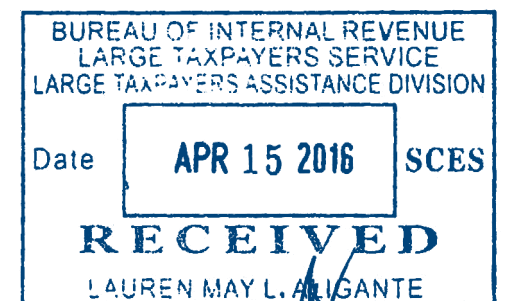 BUREAU OF INTERNAL REVENUE
LARGE TAXPAYERS SERVICE
LARGE TAXPAYERS ASSISTANCE DIVISION
Date APR 15 2016 SCES
RECEIVED
LAUREN MAY L. ALIGANTE